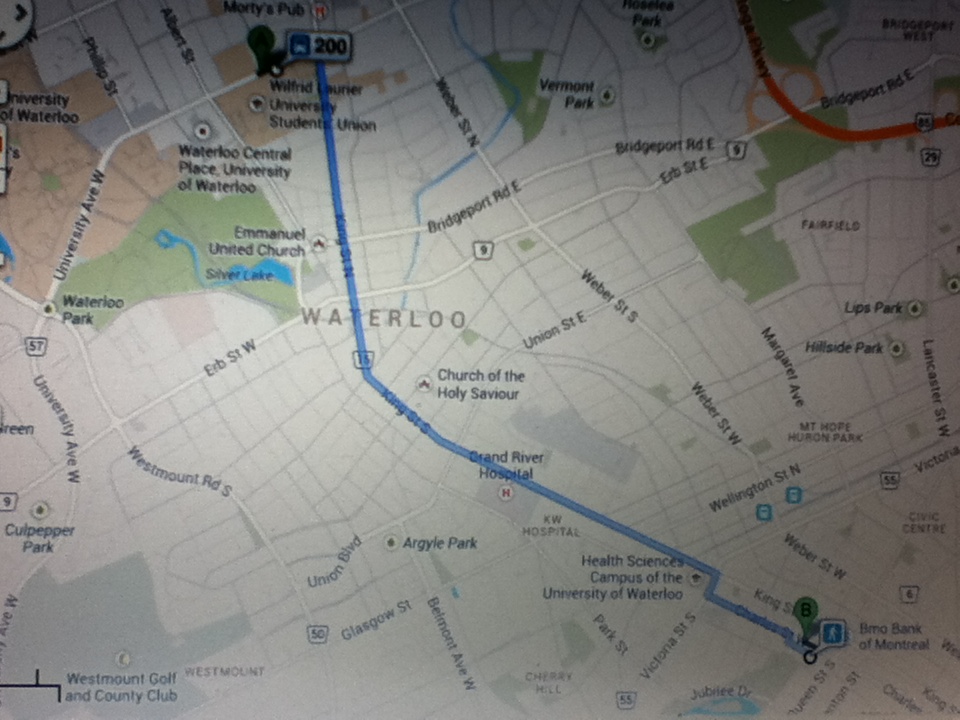 Morty's Pub
H
Albert St
Phillip St
200
Roselea
Park
BRIDGEPORT
WEST
Wilfrid Laurier
University
Students' Union
University
of Waterloo
Vermont
Park
Weber St N
Bridgeport Rd E
85
Waterloo Central
Place, University
of Waterloo
Bridgeport Rd E
9
Erb St E
29
University Ave W
Bridgeport Rd E
Emmanuel
United Church
King St N
9
FAIRFIELD
Silver Lake
Waterloo
Park
WATERLOO
Weber St S
Lips Park
57
Erb St W
15
Union St E
Margaret Ave
Hillside Park
Lancaster St W
University Ave W
Church of the
Holy Saviour
King St S
Weber St W
MT HOPE
HURON PARK
Westmount Rd S
Grand River
Hospital
H
Wellington St N
55
Victoria
9
Culpepper
Park
KW
HOSPITAL
CIVIC
CENTRE
Argyle Park
Union Blvd
Weber St W
Health Sciences
Campus of the
University of Waterloo
King S
6
B
Glasgow St
50
Belmont Ave W
Park St
Victoria St S
Charles St
Bmo Bank
of Montreal
Westmount Golf
and County Club
WESTMOUNT
CHERRY
HILL
55
Jubilee Dr
Queen St S
Charles
King S